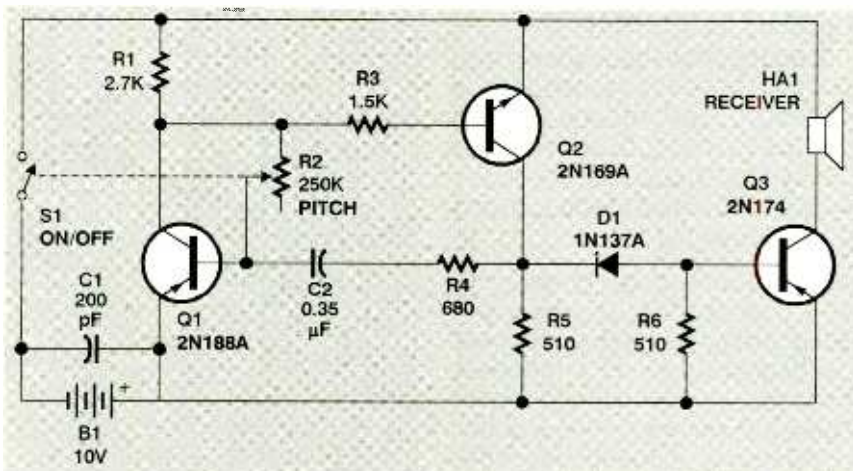 R1
2.7K
R3
1.5K
HA1
RECEIVER
R2
250K
PITCH
Q2
2N169A
S1
ON/OFF
D1
1N137A
Q3
2N174
C1
200
pF
Q1
2N188A
C2
0.35
µF
R4
680
R5
510
R6
510
+
B1
10V